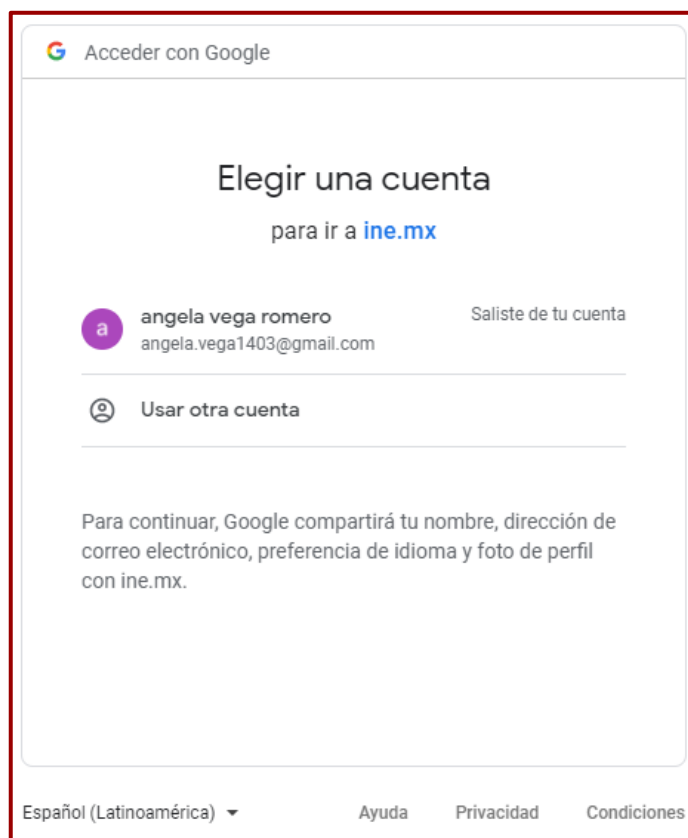 Acceder con Google
Elegir una cuenta
para ir a ine.mx
a
angela vega romero
Saliste de tu cuenta
angela.vega1403@gmail.com
Usar otra cuenta
Para continuar, Google compartirá tu nombre, dirección de
correo electrónico, preferencia de idioma y foto de perfil
con ine.mx.
Español (Latinoamérica)
Ayuda
Privacidad
Condiciones